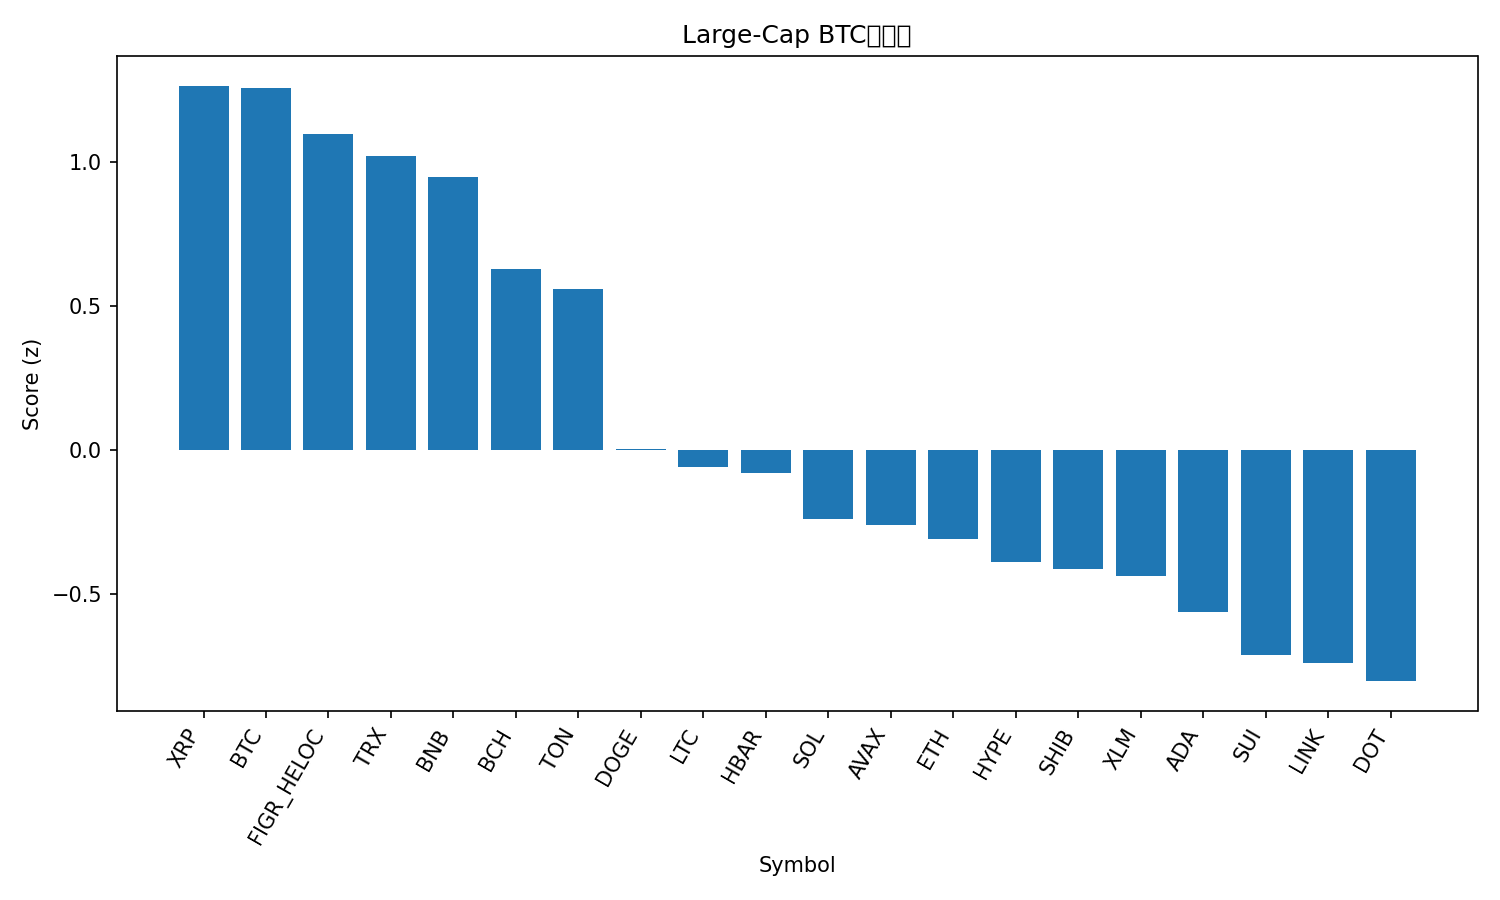 Large-Cap BTC
1.0
0.5
0.0
−0.5
Score (z)
XRP
BTC
FIGR_HELOC
TRX
BNB
BCH
TON
DOGE
LTC
HBAR
SOL
AVAX
ETH
HYPE
SHIB
XLM
ADA
SUI
LINK
DOT
Symbol